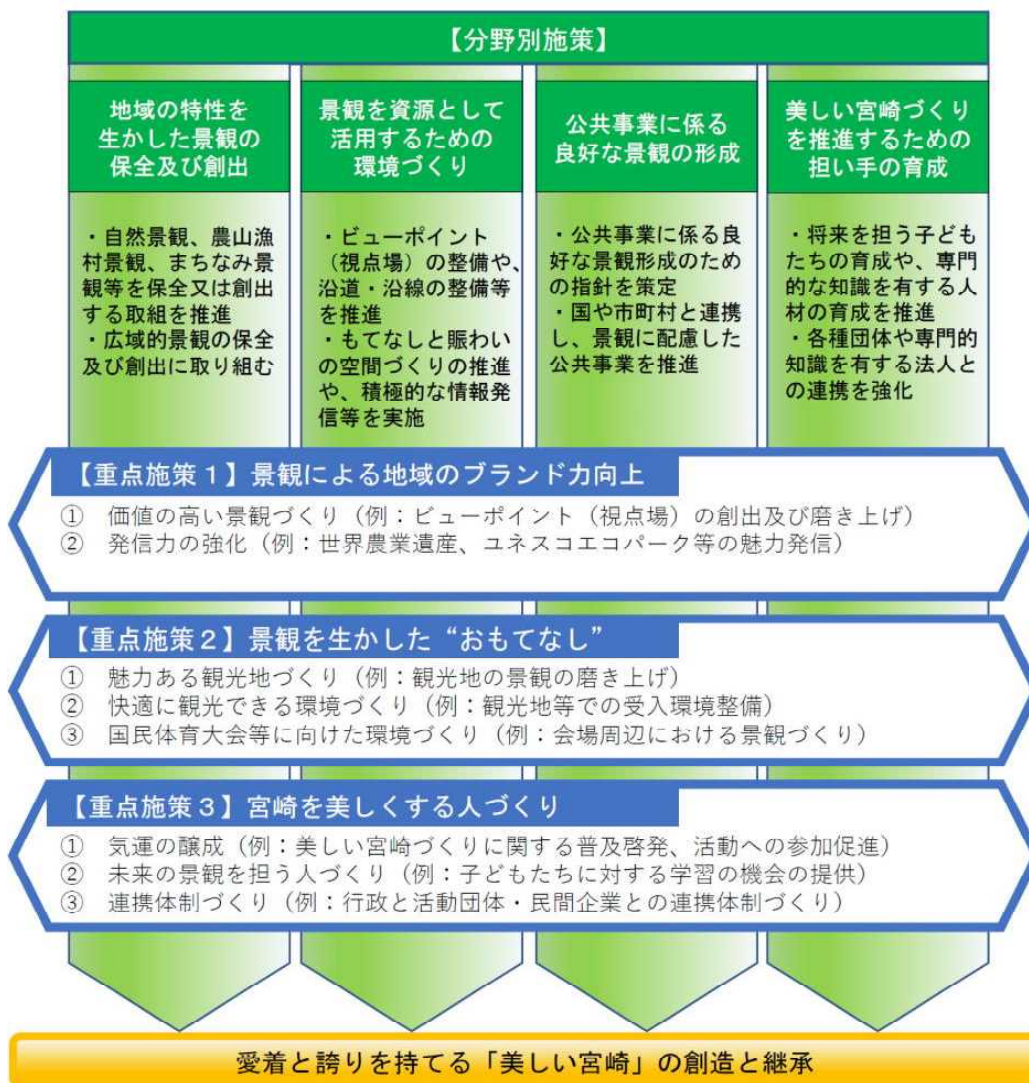 【分野別施策】
地域の特性を
生かした景観の
保全及び創出
・自然景観、農山漁
村景観、まちなみ景
観等を保全又は創出
する取組を推進
・広域的景観の保全
及び創出に取り組む
景観を資源として
活用するための
環境づくり
・ビューポイント
（視点場）の整備や、
沿道・沿線の整備等
を推進
・もてなしと賑わい
の空間づくりの推進
や、積極的な情報発
信等を実施
公共事業に係る
良好な景観の形成
・公共事業に係る良
好な景観形成のため
の指針を策定
・国や市町村と連携
し、景観に配慮した
公共事業を推進
美しい宮崎づくり
を推進するための
担い手の育成
・将来を担う子ども
たちの育成や、専門
的な知識を有する人
材の育成を推進
・各種団体や専門的
知識を有する法人と
の連携を強化
【重点施策１】景観による地域のブランド力向上
① 価値の高い景観づくり（例：ビューポイント（視点場）の創出及び磨き上げ）
② 発信力の強化（例：世界農業遺産、ユネスコエコパーク等の魅力発信）
【重点施策２】景観を生かした“おもてなし”
① 魅力ある観光地づくり（例：観光地の景観の磨き上げ）
② 快適に観光できる環境づくり（例：観光地等での受入環境整備）
③ 国民体育大会等に向けた環境づくり（例：会場周辺における景観づくり）
【重点施策３】宮崎を美しくする人づくり
① 気運の醸成（例：美しい宮崎づくりに関する普及啓発、活動への参加促進）
② 未来の景観を担う人づくり（例：子どもたちに対する学習の機会の提供）
③ 連携体制づくり（例：行政と活動団体・民間企業との連携体制づくり）
愛着と誇りを持てる「美しい宮崎」の創造と継承